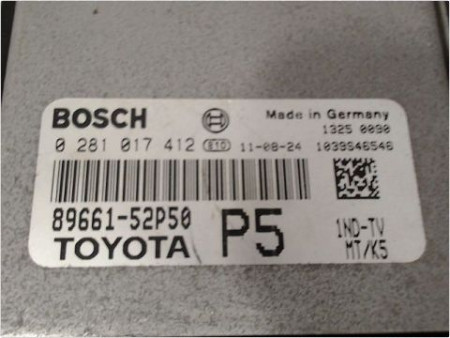 BOSCH
Made in Germany
1325 0090
0 281 017 412 e10 11-08-24 1039S46546
89661-52P50
TOYOTA
P5
1ND-TV
MT/K5